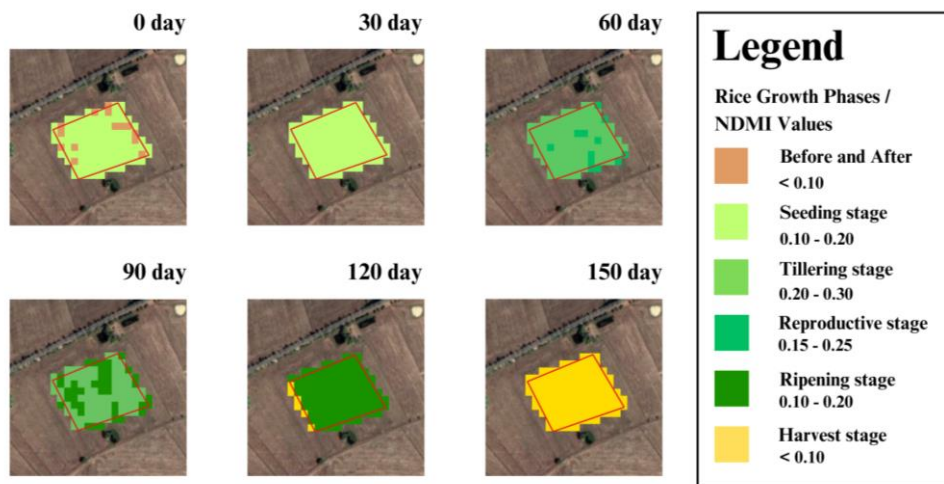 0 day
30 day
60 day
90 day
120 day
150 day
Legend
Rice Growth Phases /
NDMI Values
Before and After
< 0.10
Seeding stage
0.10 - 0.20
Tillering stage
0.20 - 0.30
Reproductive stage
0.15 - 0.25
Ripening stage
0.10 - 0.20
Harvest stage
< 0.10